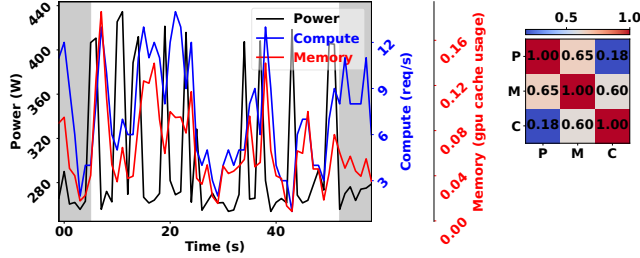 440
400
360
320
280
Power (W)
00
20
40
Time (s)
Power
Compute
Memory
12
9
6
3
Compute (req/s)
0.16
0.12
0.08
0.04
0.00
Memory (gpu cache usage)
0.5
1.0
P
1.00
0.65
0.18
M
0.65
1.00
0.60
C
0.18
0.60
1.00
P
M
C